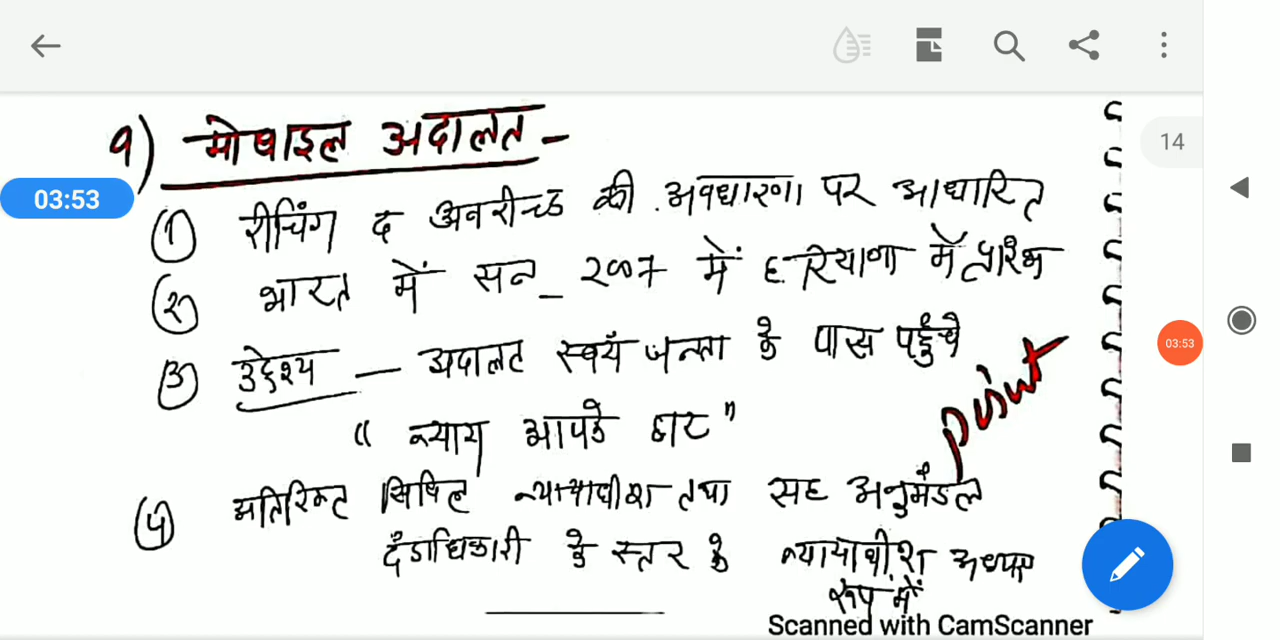 14
9) मोबाइल अदालत -
03:53
① रीचिंग द अनरीच्ड की अवधारणा पर आधारित
② भारत में सन् 2007 में हरियाणा में प्रारंभ
03:53
③ उद्देश्य — अदालत स्वयं जनता के पास पहुँचे
point
"न्याय आपके द्वार"
④ अतिरिक्त सिविल न्यायाधीश तथा सह अनुमंडल
दंडाधिकारी के स्तर के न्यायाधीश अध्यक्ष
रूप में
Scanned with CamScanner